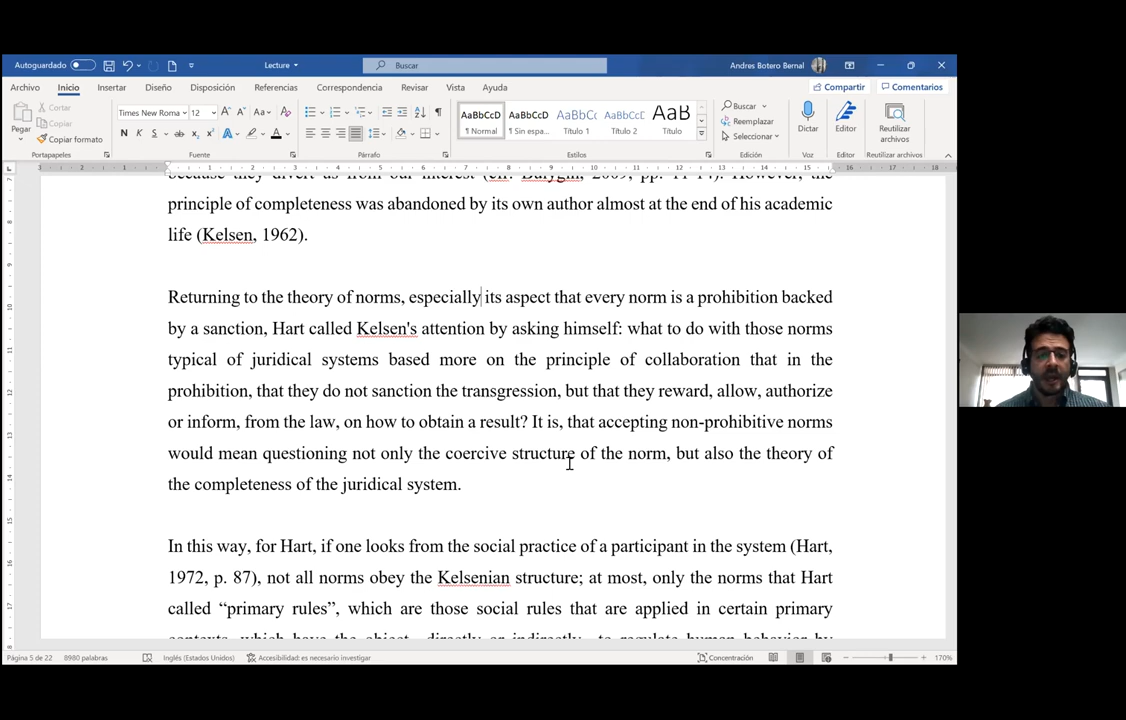 Autoguardado
Lecture
Buscar
Andres Botero Bernal
Archivo Inicio Insertar Diseño Disposición Referencias Correspondencia Revisar Vista Ayuda Compartir Comentarios
Pegar
Cortar
Copiar
Copiar formato
Times New Roma 12
AaBbCcD AaBbCcD AaBbCc AaBbCcD AaB
¶ Normal ¶ Sin espa... Título 1 Título 2 Título
Buscar
Reemplazar
Seleccionar
Dictar Editor Reutilizar archivos
Portapapeles Fuente Párrafo Estilos Edición Voz Editor Reutilizar archivos
principle of completeness was abandoned by its own author almost at the end of his academic
life (Kelsen, 1962).
Returning to the theory of norms, especially its aspect that every norm is a prohibition backed
by a sanction, Hart called Kelsen's attention by asking himself: what to do with those norms
typical of juridical systems based more on the principle of collaboration that in the
prohibition, that they do not sanction the transgression, but that they reward, allow, authorize
or inform, from the law, on how to obtain a result? It is, that accepting non-prohibitive norms
would mean questioning not only the coercive structure of the norm, but also the theory of
the completeness of the juridical system.
In this way, for Hart, if one looks from the social practice of a participant in the system (Hart,
1972, p. 87), not all norms obey the Kelsenian structure; at most, only the norms that Hart
called “primary rules”, which are those social rules that are applied in certain primary
Página 5 de 22 8980 palabras Inglés (Estados Unidos) Accesibilidad: es necesario investigar Concentración 170%